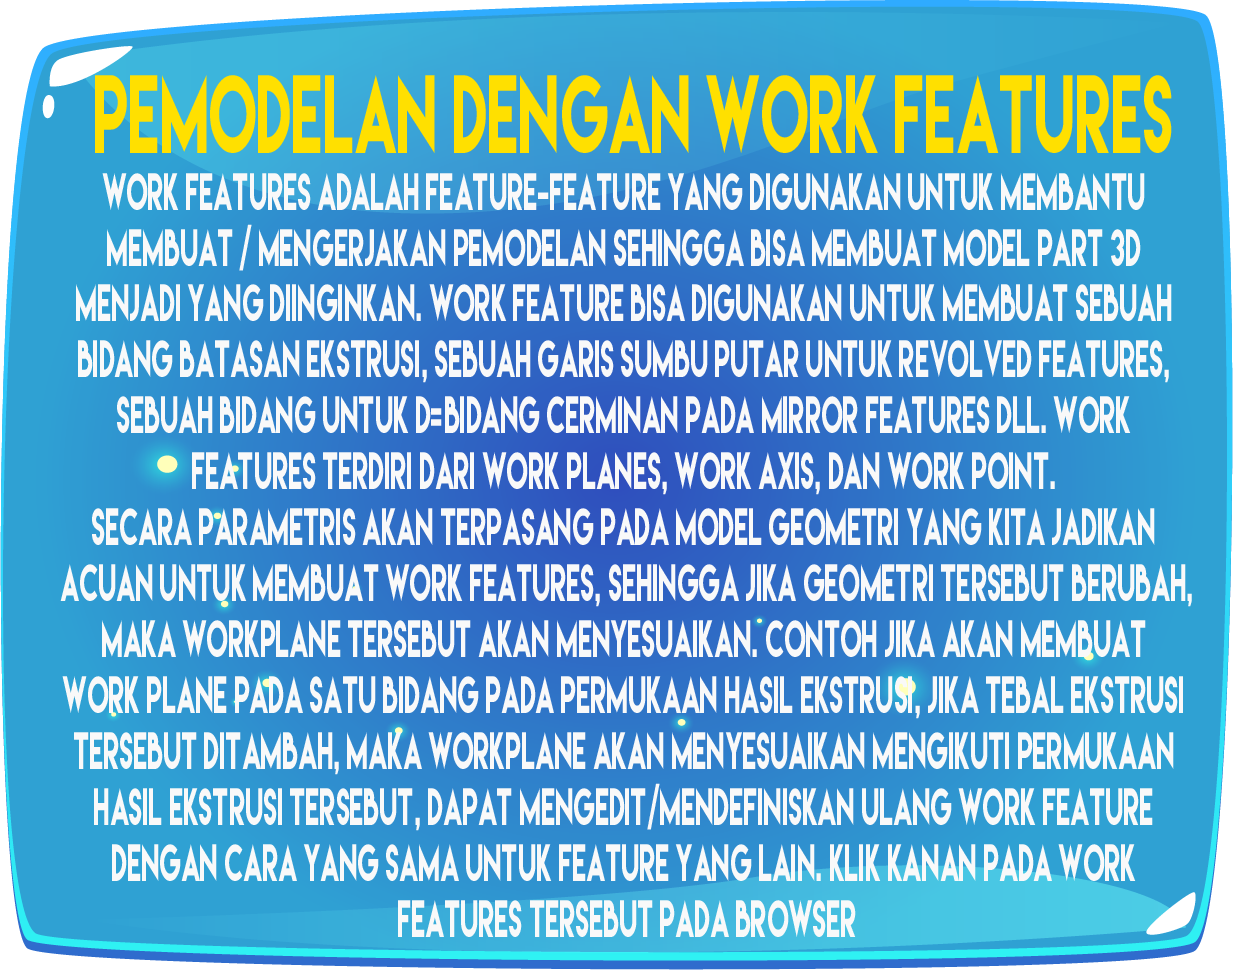 PEMODELAN DENGAN WORK FEATURES
WORK FEATURES ADALAH FEATURE-FEATURE YANG DIGUNAKAN UNTUK MEMBANTU
MEMBUAT / MENGERJAKAN PEMODELAN SEHINGGA BISA MEMBUAT MODEL PART 3D
MENJADI YANG DIINGINKAN. WORK FEATURE BISA DIGUNAKAN UNTUK MEMBUAT SEBUAH
BIDANG BATASAN EKSTRUSI, SEBUAH GARIS SUMBU PUTAR UNTUK REVOLVED FEATURES,
SEBUAH BIDANG UNTUK D=BIDANG CERMINAN PADA MIRROR FEATURES DLL. WORK
FEATURES TERDIRI DARI WORK PLANES, WORK AXIS, DAN WORK POINT.
SECARA PARAMETRIS AKAN TERPASANG PADA MODEL GEOMETRI YANG KITA JADIKAN
ACUAN UNTUK MEMBUAT WORK FEATURES, SEHINGGA JIKA GEOMETRI TERSEBUT BERUBAH,
MAKA WORKPLANE TERSEBUT AKAN MENYESUAIKAN. CONTOH JIKA AKAN MEMBUAT
WORK PLANE PADA SATU BIDANG PADA PERMUKAAN HASIL EKSTRUSI, JIKA TEBAL EKSTRUSI
TERSEBUT DITAMBAH, MAKA WORKPLANE AKAN MENYESUAIKAN MENGIKUTI PERMUKAAN
HASIL EKSTRUSI TERSEBUT, DAPAT MENGEDIT/MENDEFINISKAN ULANG WORK FEATURE
DENGAN CARA YANG SAMA UNTUK FEATURE YANG LAIN. KLIK KANAN PADA WORK
FEATURES TERSEBUT PADA BROWSER